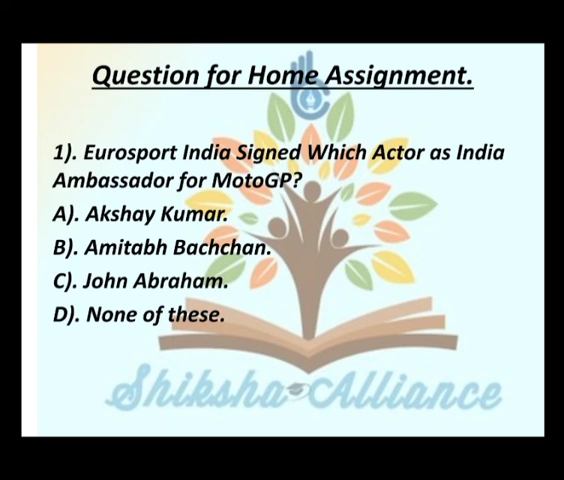 Question for Home Assignment.
1). Eurosport India Signed Which Actor as India
Ambassador for MotoGP?
A). Akshay Kumar.
B). Amitabh Bachchan.
C). John Abraham.
D). None of these.
Shiksha Alliance